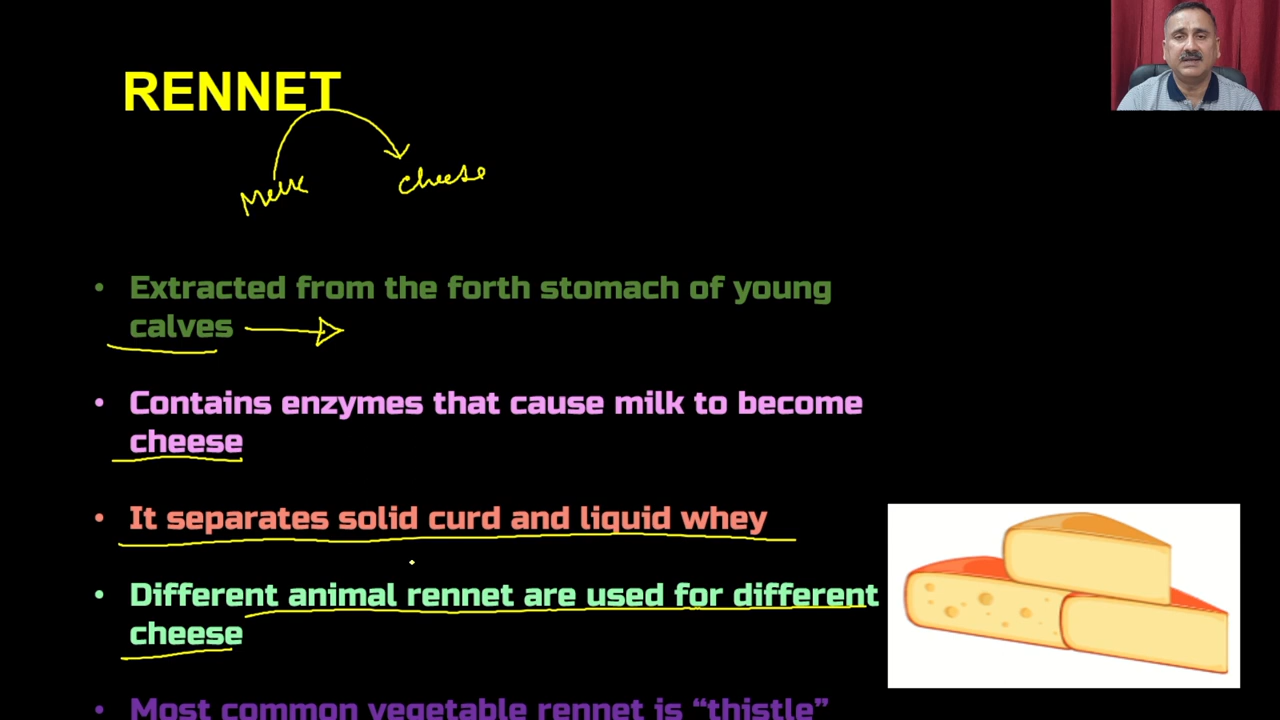 RENNET
Milk
cheese
• Extracted from the forth stomach of young
calves
• Contains enzymes that cause milk to become
cheese
• It separates solid curd and liquid whey
• Different animal rennet are used for different
cheese
• Most common vegetable rennet is “thistle”